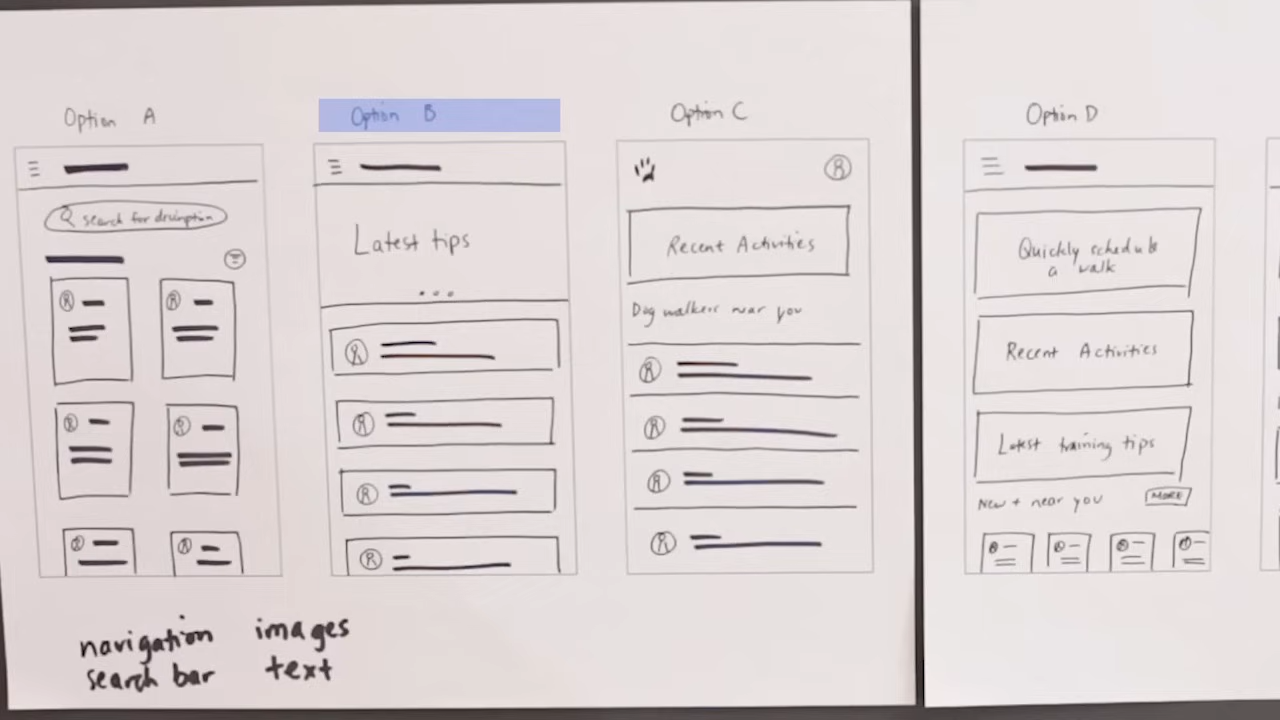 Option A
search for description
Option B
Latest tips
Option C
Recent Activities
Dog walkers near you
Option D
Quickly schedule
a walk
Recent Activities
Latest training tips
New + near you
MORE
navigation images
search bar text